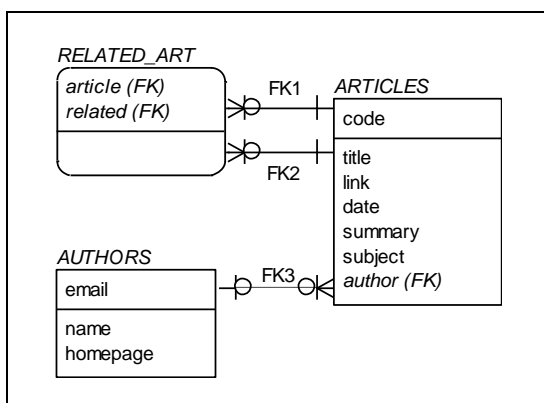 RELATED_ART
article (FK)
related (FK)
FK1
FK2
ARTICLES
code
title
link
date
summary
subject
author (FK)
AUTHORS
email
name
homepage
FK3